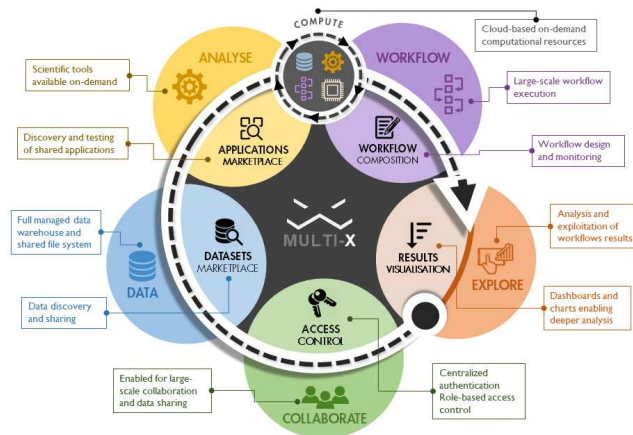 COMPUTE
Cloud-based on-demand
computational resources
ANALYSE
WORKFLOW
Scientific tools
available on-demand
Large-scale workflow
execution
Discovery and testing
of shared applications
APPLICATIONS
MARKETPLACE
WORKFLOW
COMPOSITION
Workflow design
and monitoring
Full managed data
warehouse and
shared file system
DATASETS
MARKETPLACE
MULTI-X
RESULTS
VISUALISATION
Analysis and
exploitation of
workflows results
DATA
EXPLORE
Data discovery
and sharing
ACCESS
CONTROL
Dashboards and
charts enabling
deeper analysis
Enabled for large-
scale collaboration
and data sharing
COLLABORATE
Centralized
authentication
Role-based access
control